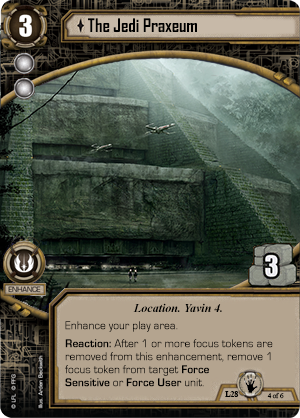 3
The Jedi Praxeum
ENHANCE
3
Location. Yavin 4.
Enhance your play area.
Reaction: After 1 or more focus tokens are
removed from this enhancement, remove 1
focus token from target Force
Sensitive or Force User unit.
© LFL © FFG
L28
4 of 6